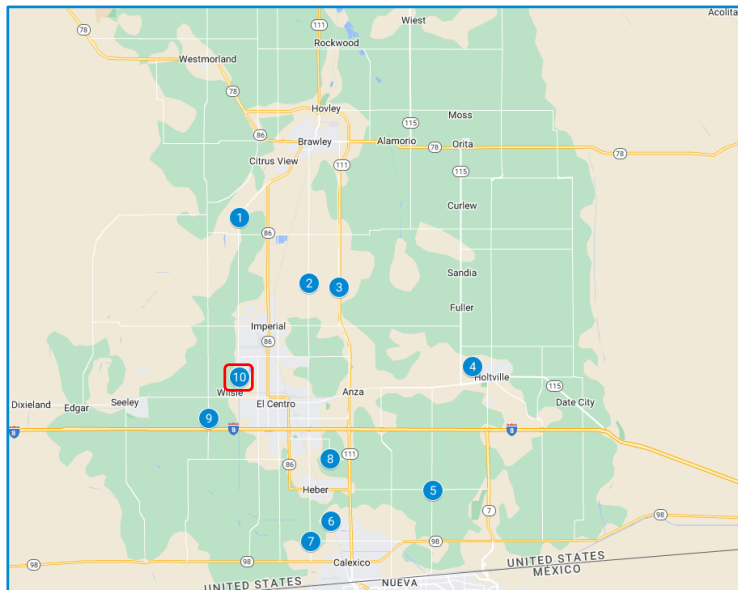 Acolita
78
111
Wiest
Rockwood
Westmorland
78
Hovley
115
Moss
86
Brawley
Alamorio
78
Orita
78
Citrus View
111
115
Curlew
1
86
Sandia
2
3
Fuller
Imperial
86
4
10
Holtville
Wilsie
Anza
115
Dixieland
Edgar
Seeley
El Centro
Date City
9
8
8
8
8
111
86
Heber
5
7
6
98
7
98
98
98
Calexico
UNITED STATES
MÉXICO
UNITED STATES
NUEVA